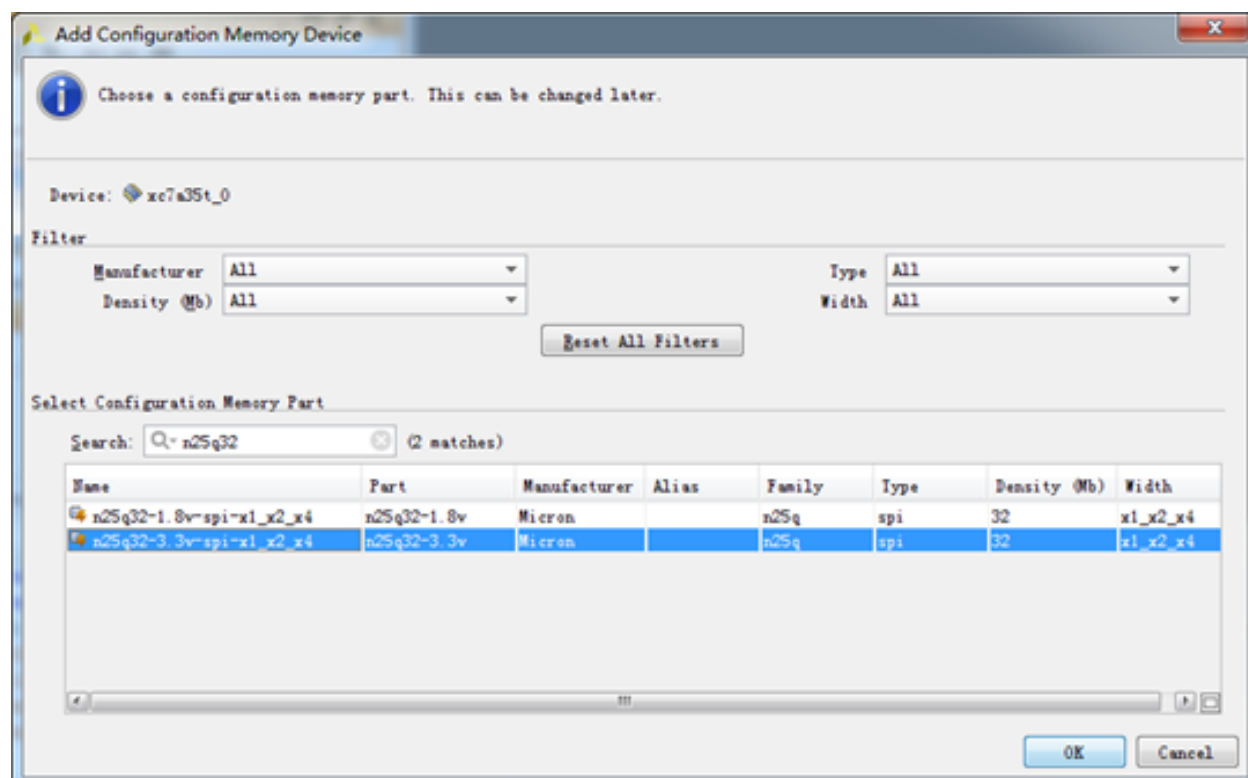 Add Configuration Memory Device
Choose a configuration memory part. This can be changed later.
Device: xc7a35t_0
Filter
Manufacturer All Type All
Density (Mb) All Width All
Reset All Filters
Select Configuration Memory Part
Search: n25q32 (2 matches)
Name Part Manufacturer Alias Family Type Density (Mb) Width
n25q32-1.8v-spi-x1_x2_x4 n25q32-1.8v Micron n25q spi 32 x1_x2_x4
n25q32-3.3v-spi-x1_x2_x4 n25q32-3.3v Micron n25q spi 32 x1_x2_x4
OK Cancel